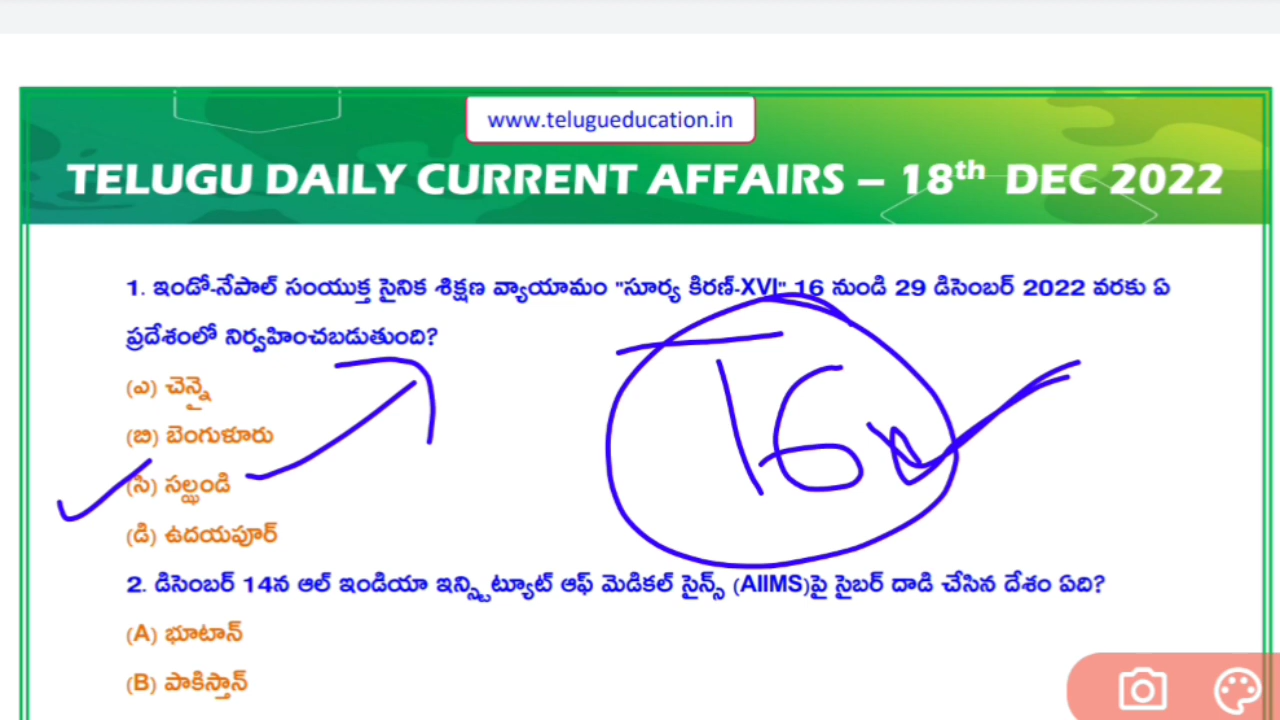 www.telugueducation.in
TELUGU DAILY CURRENT AFFAIRS – 18th DEC 2022
1. ఇండో-నేపాల్ సంయుక్త సైనిక శిక్షణ వ్యాయామం "సూర్య కిరణ్-XVI" 16 నుండి 29 డిసెంబర్ 2022 వరకు ఏ
ప్రదేశంలో నిర్వహించబడుతుంది?
(ఎ) చెన్నై
(బి) బెంగుళూరు
16
(సి) సల్ఝండి
(డి) ఉదయపూర్
2. డిసెంబర్ 14న ఆల్ ఇండియా ఇన్స్టిట్యూట్ ఆఫ్ మెడికల్ సైన్స్ (AIIMS)పై సైబర్ దాడి చేసిన దేశం ఏది?
(A) భూటాన్
(B) పాకిస్తాన్